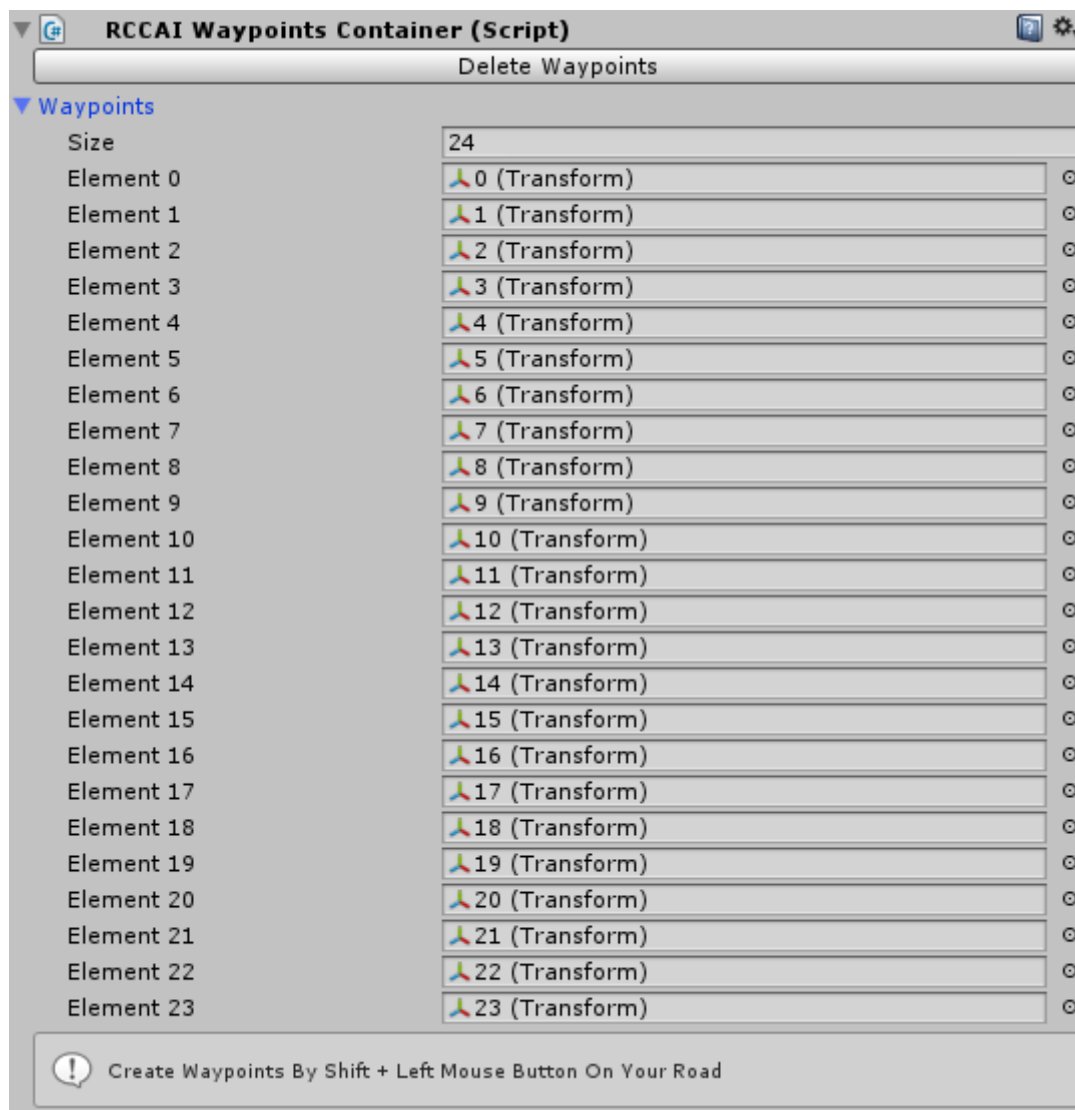 RCCAI Waypoints Container (Script)
Delete Waypoints
Waypoints
Size 24
Element 0 0 (Transform)
Element 1 1 (Transform)
Element 2 2 (Transform)
Element 3 3 (Transform)
Element 4 4 (Transform)
Element 5 5 (Transform)
Element 6 6 (Transform)
Element 7 7 (Transform)
Element 8 8 (Transform)
Element 9 9 (Transform)
Element 10 10 (Transform)
Element 11 11 (Transform)
Element 12 12 (Transform)
Element 13 13 (Transform)
Element 14 14 (Transform)
Element 15 15 (Transform)
Element 16 16 (Transform)
Element 17 17 (Transform)
Element 18 18 (Transform)
Element 19 19 (Transform)
Element 20 20 (Transform)
Element 21 21 (Transform)
Element 22 22 (Transform)
Element 23 23 (Transform)
Create Waypoints By Shift + Left Mouse Button On Your Road